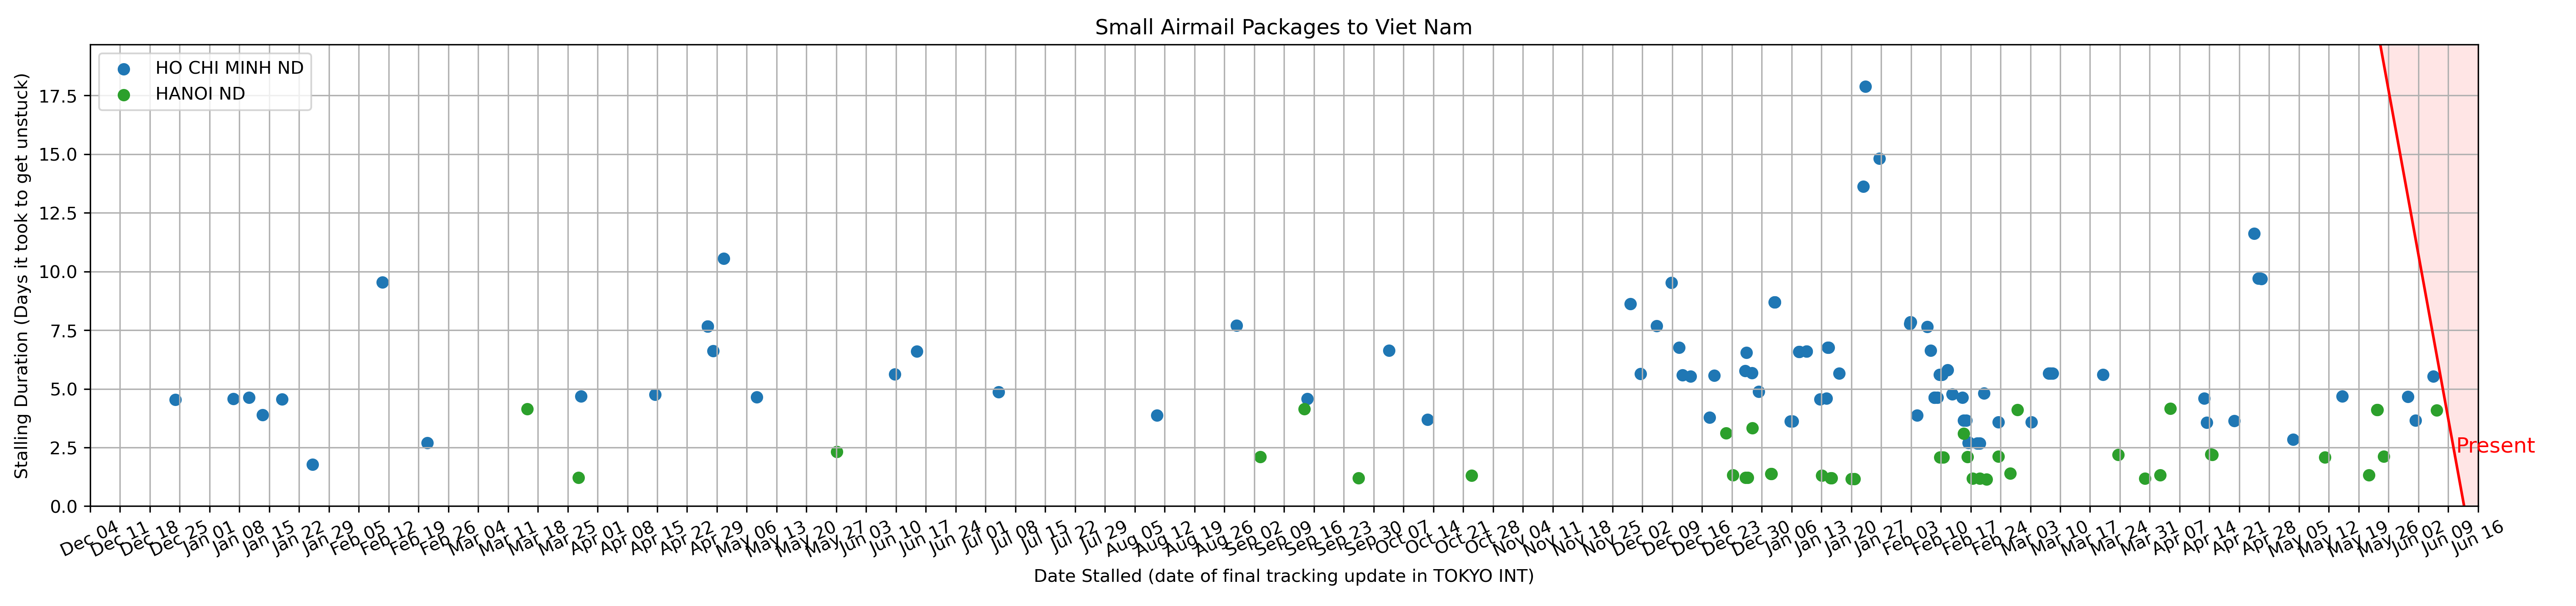 Small Airmail Packages to Viet Nam
HO CHI MINH ND
HANOI ND
Stalling Duration (Days it took to get unstuck)
17.5
15.0
12.5
10.0
7.5
5.0
2.5
0.0
Present
Dec 04
Dec 11
Dec 18
Dec 25
Jan 01
Jan 08
Jan 15
Jan 22
Jan 29
Feb 05
Feb 12
Feb 19
Feb 26
Mar 04
Mar 11
Mar 18
Mar 25
Apr 01
Apr 08
Apr 15
Apr 22
Apr 29
May 06
May 13
May 20
May 27
Jun 03
Jun 10
Jun 17
Jun 24
Jul 01
Jul 08
Jul 15
Jul 22
Jul 29
Aug 05
Aug 12
Aug 19
Aug 26
Sep 02
Sep 09
Sep 16
Sep 23
Sep 30
Oct 07
Oct 14
Oct 21
Oct 28
Nov 04
Nov 11
Nov 18
Nov 25
Dec 02
Dec 09
Dec 16
Dec 23
Dec 30
Jan 06
Jan 13
Jan 20
Jan 27
Feb 03
Feb 10
Feb 17
Feb 24
Mar 03
Mar 10
Mar 17
Mar 24
Mar 31
Apr 07
Apr 14
Apr 21
Apr 28
May 05
May 12
May 19
May 26
Jun 02
Jun 09
Jun 16
Date Stalled (date of final tracking update in TOKYO INT)